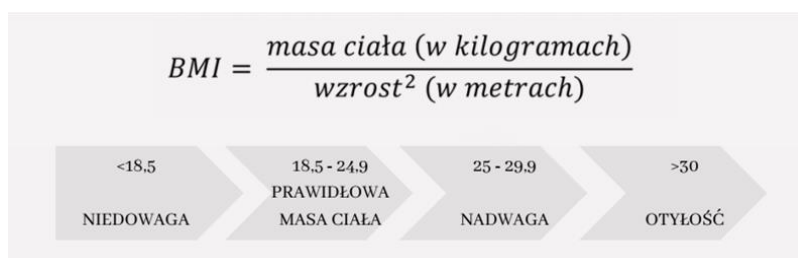 BMI = masa ciała (w kilogramach) / wzrost² (w metrach)
<18,5
NIEDOWAGA
18,5 - 24,9
PRAWIDŁOWA
MASA CIAŁA
25 - 29,9
NADWAGA
>30
OTYŁOŚĆ